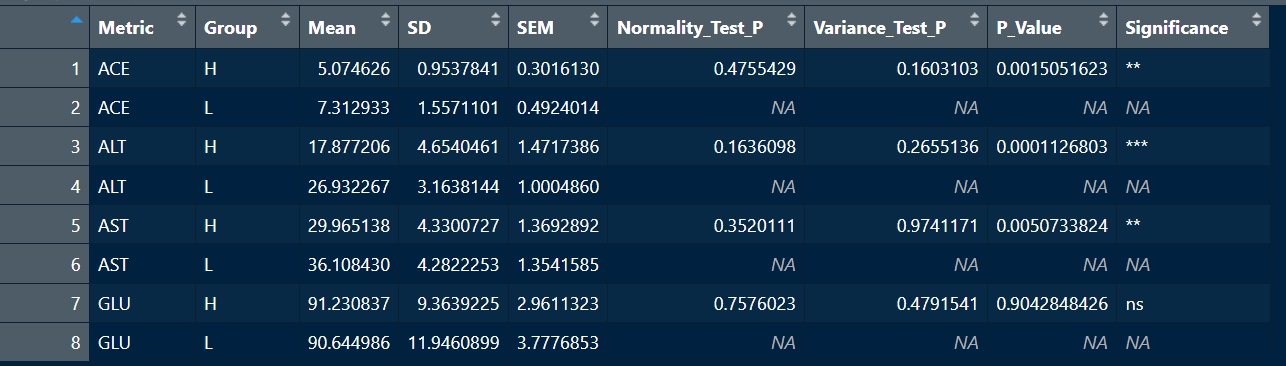 Metric Group Mean SD SEM Normality_Test_P Variance_Test_P P_Value Significance
1 ACE H 5.074626 0.9537841 0.3016130 0.4755429 0.1603103 0.0015051623 **
2 ACE L 7.312933 1.5571101 0.4924014 NA NA NA NA
3 ALT H 17.877206 4.6540461 1.4717386 0.1636098 0.2655136 0.0001126803 ***
4 ALT L 26.932267 3.1638144 1.0004860 NA NA NA NA
5 AST H 29.965138 4.3300727 1.3692892 0.3520111 0.9741171 0.0050733824 **
6 AST L 36.108430 4.2822253 1.3541585 NA NA NA NA
7 GLU H 91.230837 9.3639225 2.9611323 0.7576023 0.4791541 0.9042848426 ns
8 GLU L 90.644986 11.9460899 3.7776853 NA NA NA NA